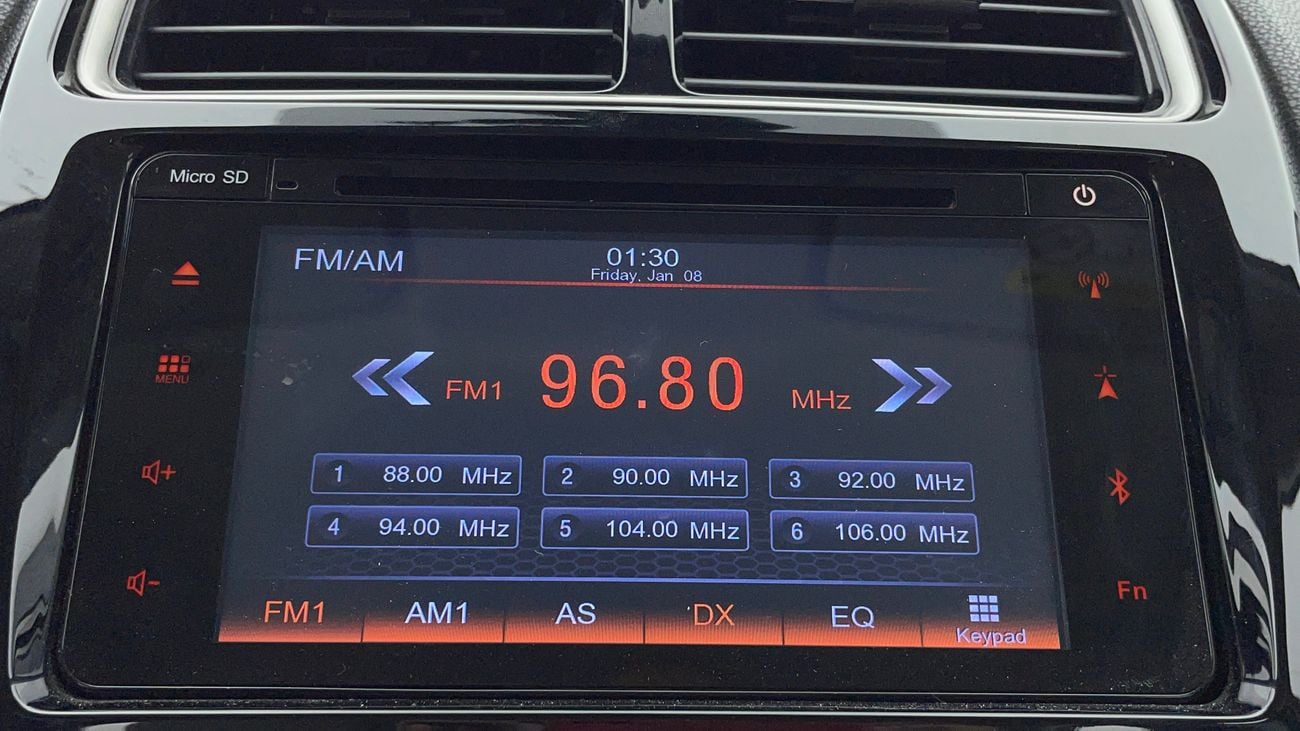 Micro SD
FM/AM
01:30
Friday, Jan 08
MENU
FM1 96.80 MHz
1 88.00 MHz
2 90.00 MHz
3 92.00 MHz
4 94.00 MHz
5 104.00 MHz
6 106.00 MHz
Fn
FM1
AM1
AS
DX
EQ
Keypad